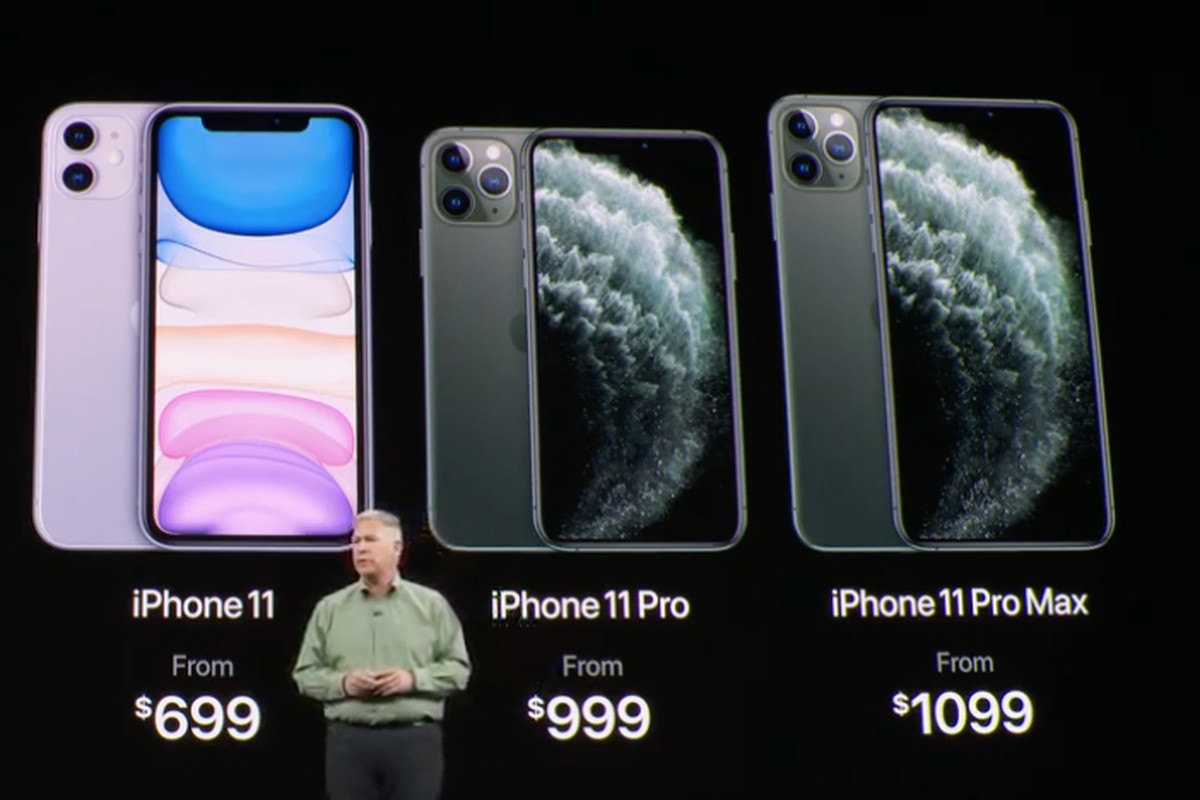 iPhone 11
From
$699
iPhone 11 Pro
From
$999
iPhone 11 Pro Max
From
$1099